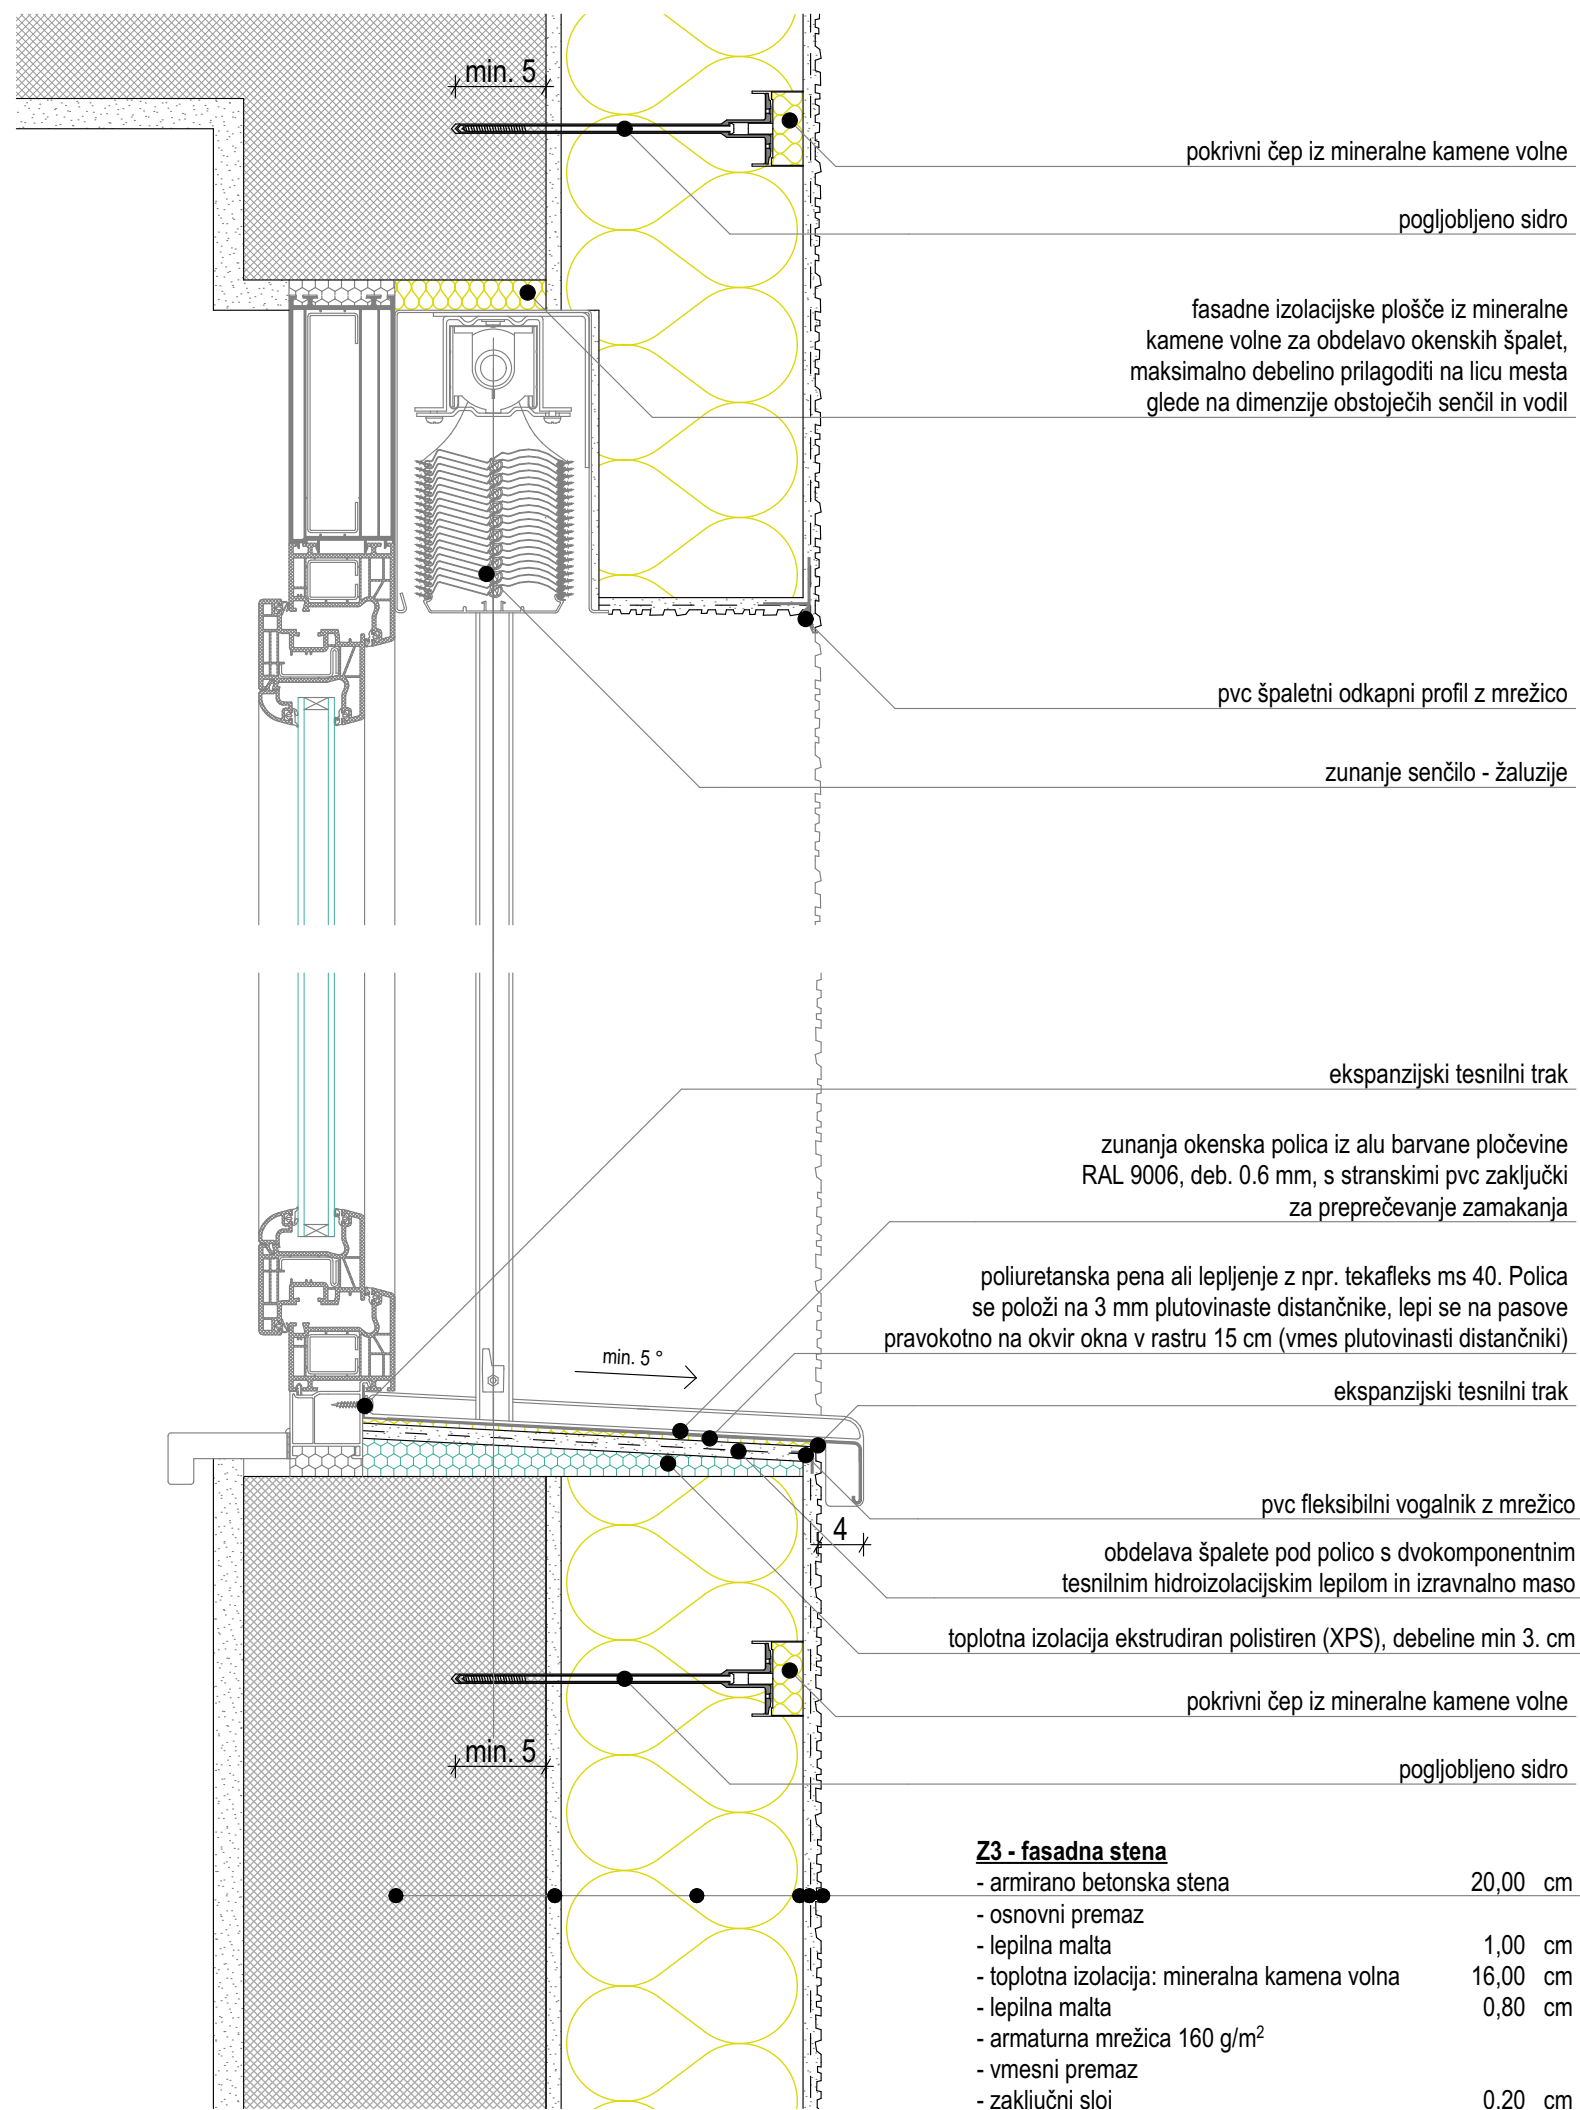 min. 5
pokrivni čep iz mineralne kamene volne
pogljobljeno sidro
fasadne izolacijske plošče iz mineralne
kamene volne za obdelavo okenskih špalet,
maksimalno debelino prilagoditi na licu mesta
glede na dimenzije obstoječih senčil in vodil
pvc špaletni odkapni profil z mrežico
zunanje senčilo - žaluzije
ekspanzijski tesnilni trak
zunanja okenska polica iz alu barvane pločevine
RAL 9006, deb. 0.6 mm, s stranskimi pvc zaključki
za preprečevanje zamakanja
poliuretanska pena ali lepljenje z npr. tekafleks ms 40. Polica
se položi na 3 mm plutovinaste distančnike, lepi se na pasove
pravokotno na okvir okna v rastru 15 cm (vmes plutovinasti distančniki)
min. 5 °
ekspanzijski tesnilni trak
pvc fleksibilni vogalnik z mrežico
4
obdelava špalete pod polico s dvokomponentnim
tesnilnim hidroizolacijskim lepilom in izravnalno maso
toplotna izolacija ekstrudiran polistiren (XPS), debeline min 3. cm
pokrivni čep iz mineralne kamene volne
min. 5
pogljobljeno sidro
Z3 - fasadna stena
- armirano betonska stena 20,00 cm
- osnovni premaz
- lepilna malta 1,00 cm
- toplotna izolacija: mineralna kamena volna 16,00 cm
- lepilna malta 0,80 cm
- armaturna mrežica 160 g/m²
- vmesni premaz
- zaključni sloj 0.20 cm